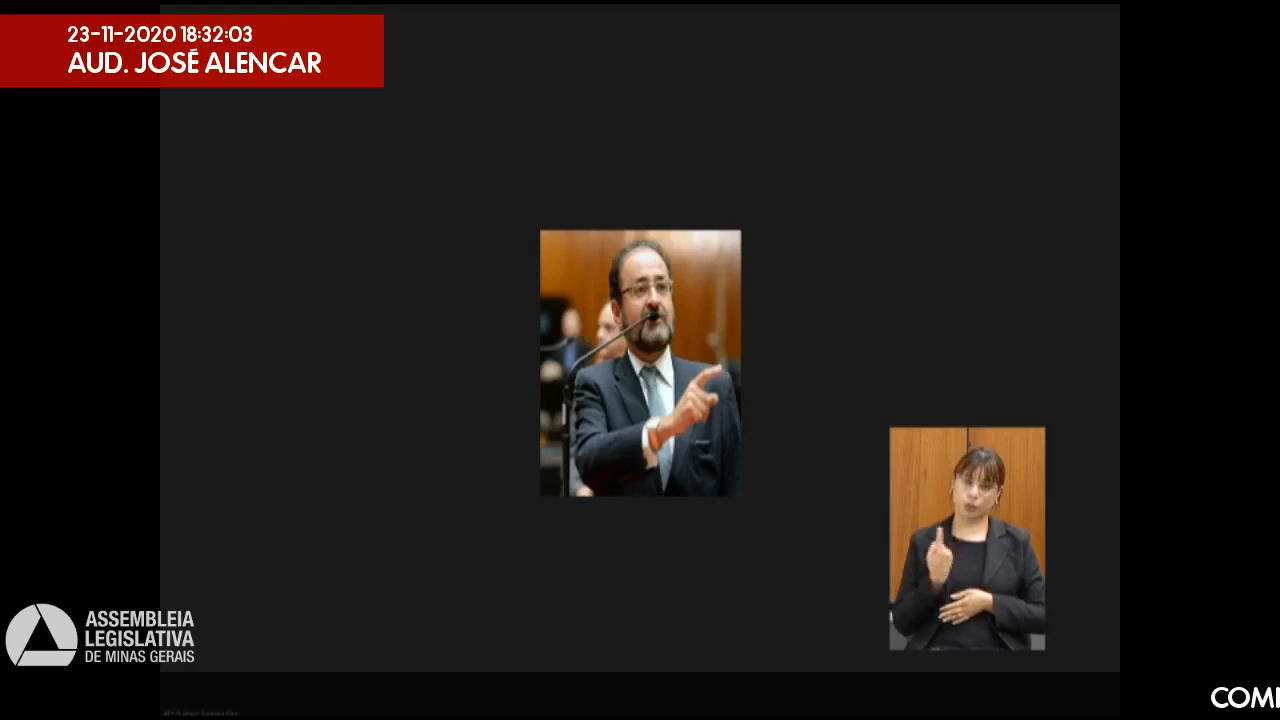 23-11-2020 18:32:03
AUD. JOSÉ ALENCAR
ASSEMBLEIA
LEGISLATIVA
DE MINAS GERAIS